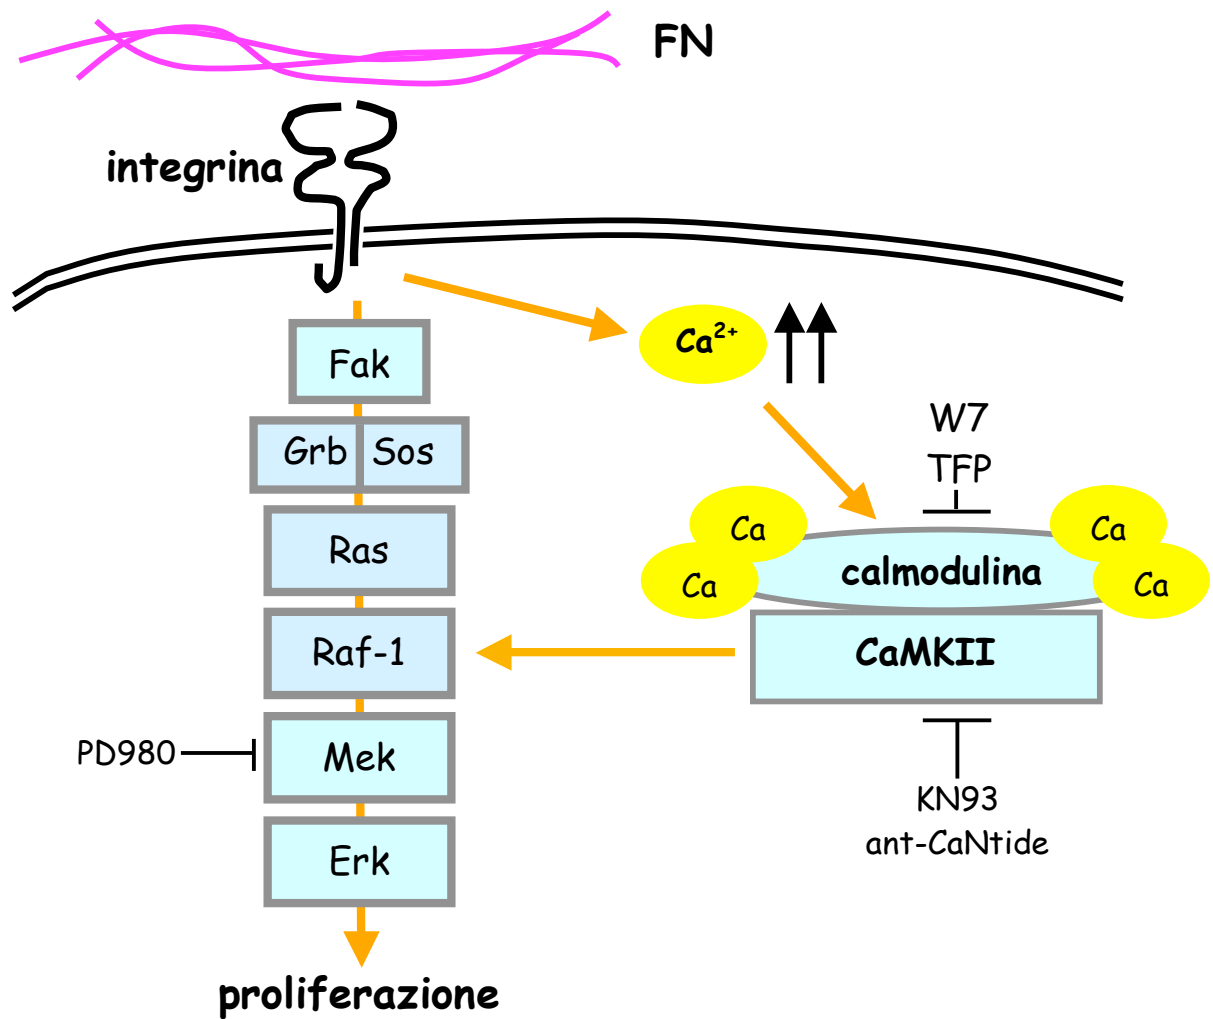 FN
integrina
Ca2+
Fak
W7
TFP
Grb
Sos
Ca
Ca
Ras
calmodulina
Ca
Ca
Raf-1
CaMKII
PD980
Mek
KN93
ant-CaNtide
Erk
proliferazione